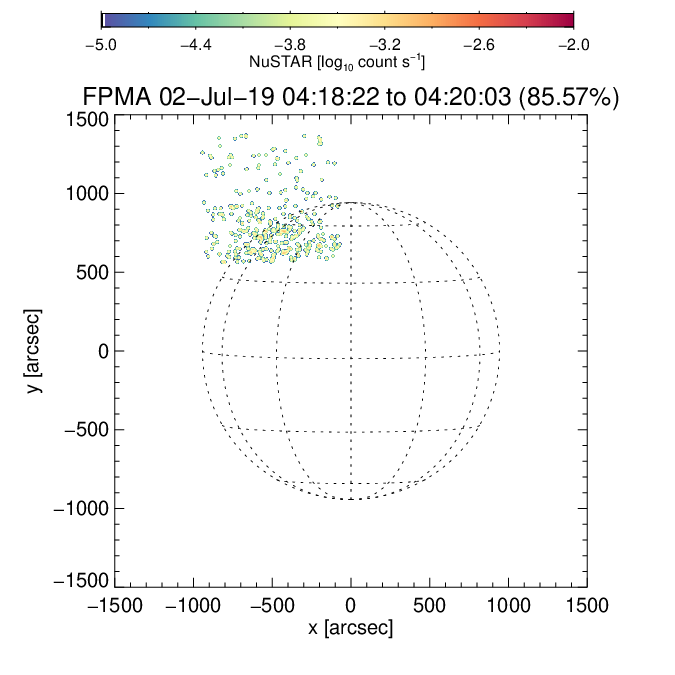 −5.0 −4.4 −3.8 −3.2 −2.6 −2.0
NuSTAR [log₁₀ count s⁻¹]
FPMA 02−Jul−19 04:18:22 to 04:20:03 (85.57%)
1500
1000
500
0
−500
−1000
−1500
y [arcsec]
−1500 −1000 −500 0 500 1000 1500
x [arcsec]